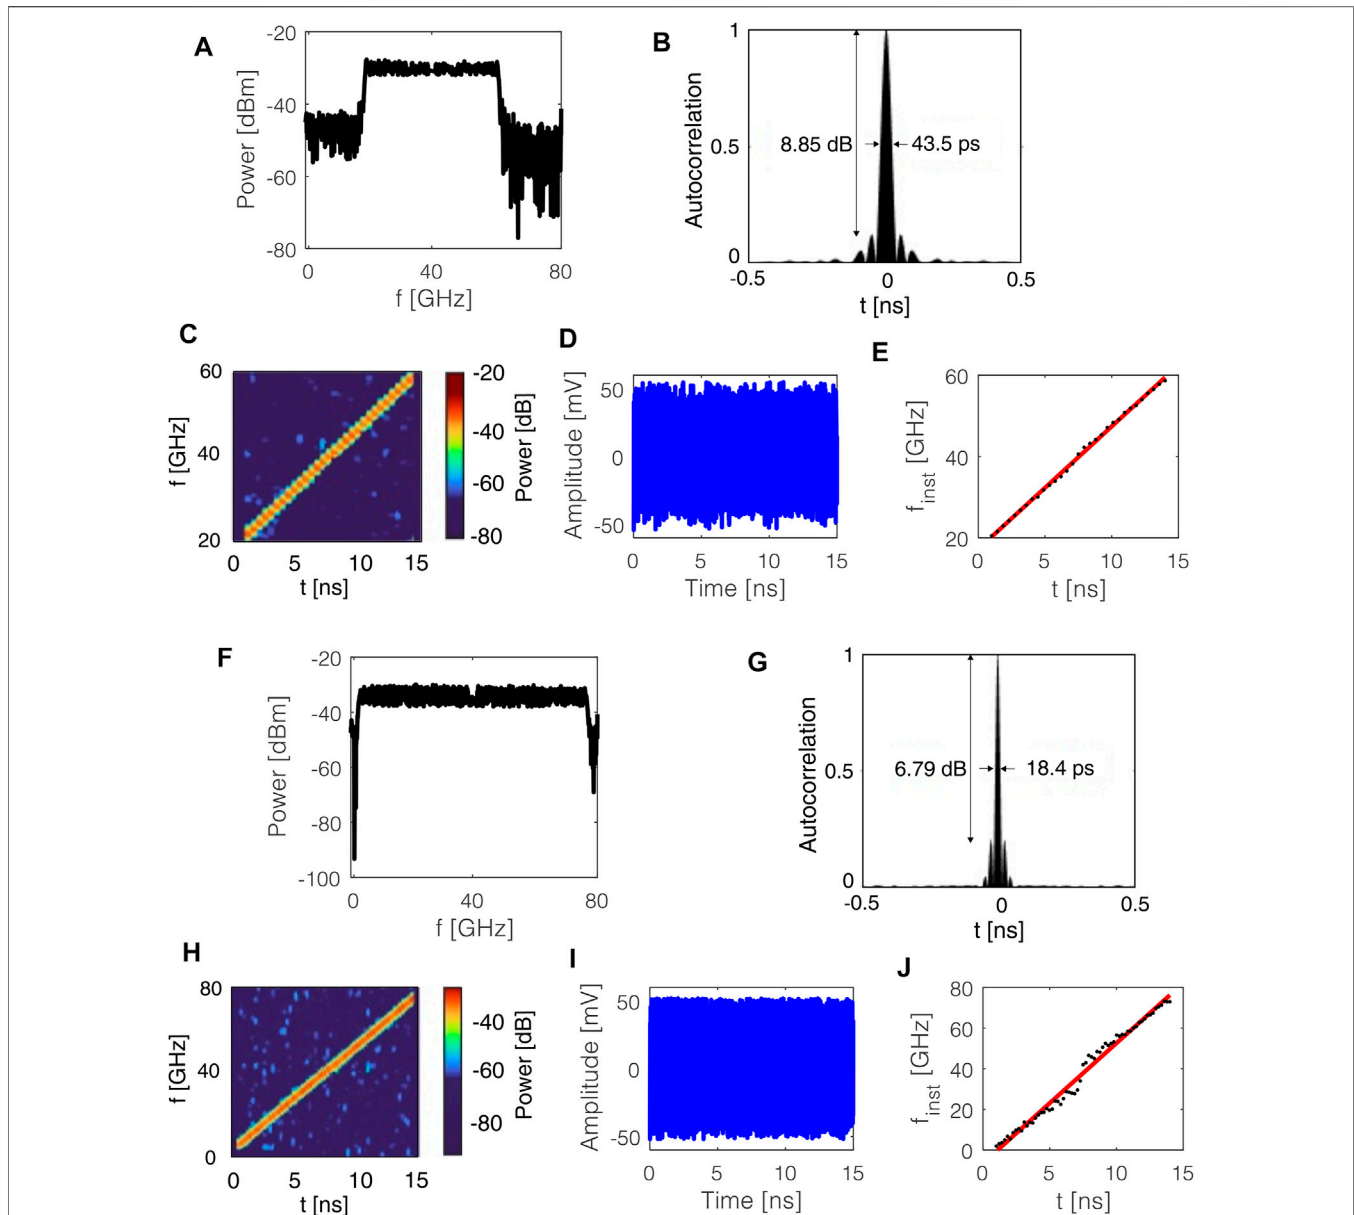 A
Power [dBm]
-20
-40
-60
-80
0
40
80
f [GHz]
B
Autocorrelation
1
0.5
0
8.85 dB
43.5 ps
-0.5
0
0.5
t [ns]
C
f [GHz]
60
40
20
0
5
10
15
t [ns]
-20
-40
-60
-80
Power [dB]
D
Amplitude [mV]
50
0
-50
0
5
10
15
Time [ns]
E
finst [GHz]
60
40
20
0
5
10
15
t [ns]
F
Power [dBm]
-20
-40
-60
-80
-100
0
40
80
f [GHz]
G
Autocorrelation
1
0.5
0
6.79 dB
18.4 ps
-0.5
0
0.5
t [ns]
H
f [GHz]
80
40
0
0
5
10
15
t [ns]
-40
-60
-80
Power [dB]
I
Amplitude [mV]
50
0
-50
0
5
10
15
Time [ns]
J
finst [GHz]
80
60
40
20
0
0
5
10
15
t [ns]